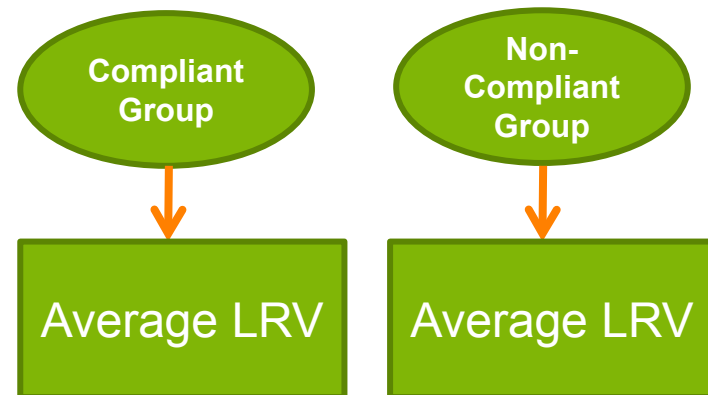 Compliant
Group
Non-
Compliant
Group
Average LRV
Average LRV